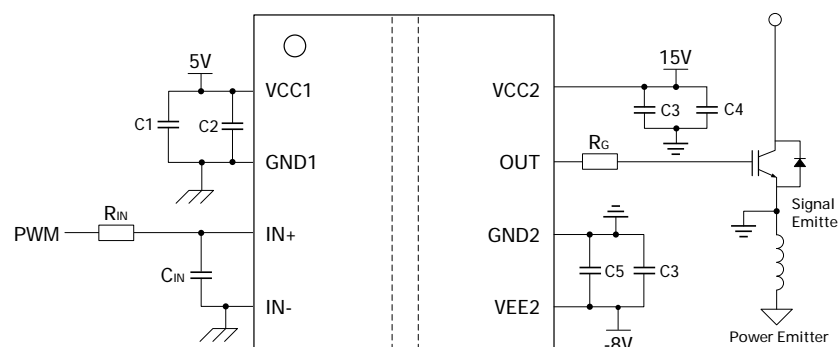 5V
15V
VCC1
VCC2
C1
C2
C3
C4
GND1
OUT
RG
RIN
PWM
IN+
GND2
Signal
Emitte
CIN
C5
C3
IN-
VEE2
-8V
Power Emitter